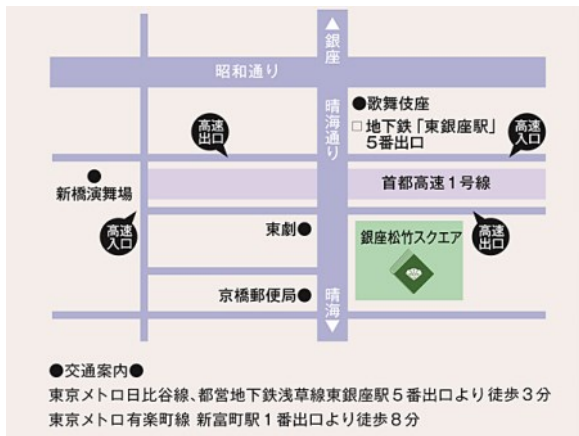 ▲銀座
昭和通り
晴海通り
●歌舞伎座
□地下鉄「東銀座駅」
5番出口
高速
出口
高速
入口
新橋演舞場
首都高速1号線
高速
入口
東劇●
銀座松竹スクエア
高速
出口
京橋郵便局●
晴海▼
●交通案内●
東京メトロ日比谷線、都営地下鉄浅草線東銀座駅5番出口より徒歩3分
東京メトロ有楽町線 新富町駅1番出口より徒歩8分